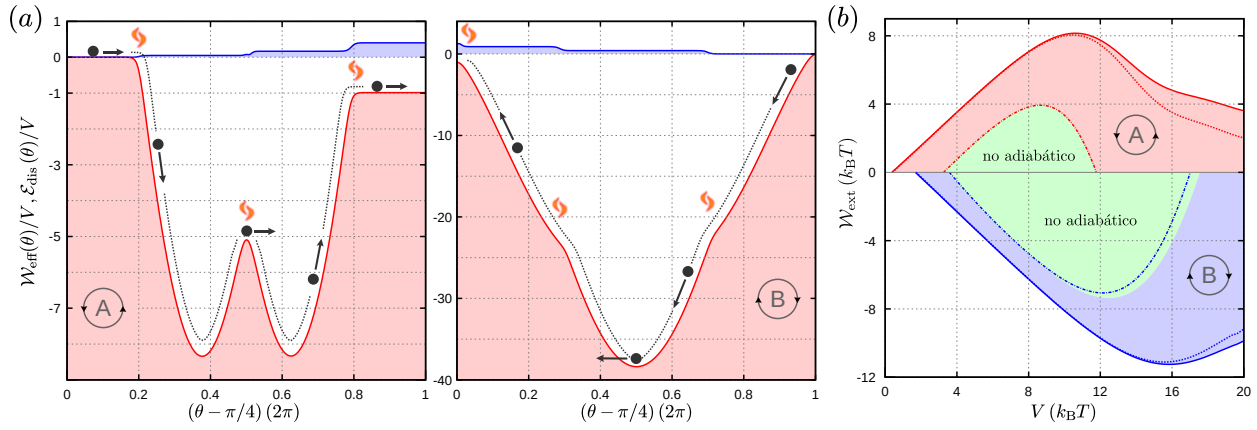 (a)
(b)
1
0
-1
-3
-5
-7
𝒲eff(θ)/V, ℰdis(θ)/V
A
0
0.2
0.4
0.6
0.8
1
(θ − π/4) (2π)
0
-10
-20
-30
-40
B
0
0.2
0.4
0.6
0.8
1
(θ − π/4) (2π)
8
4
0
-4
-8
-12
𝒲ext (kBT)
A
no adiabático
no adiabático
B
0
4
8
12
16
20
V (kBT)